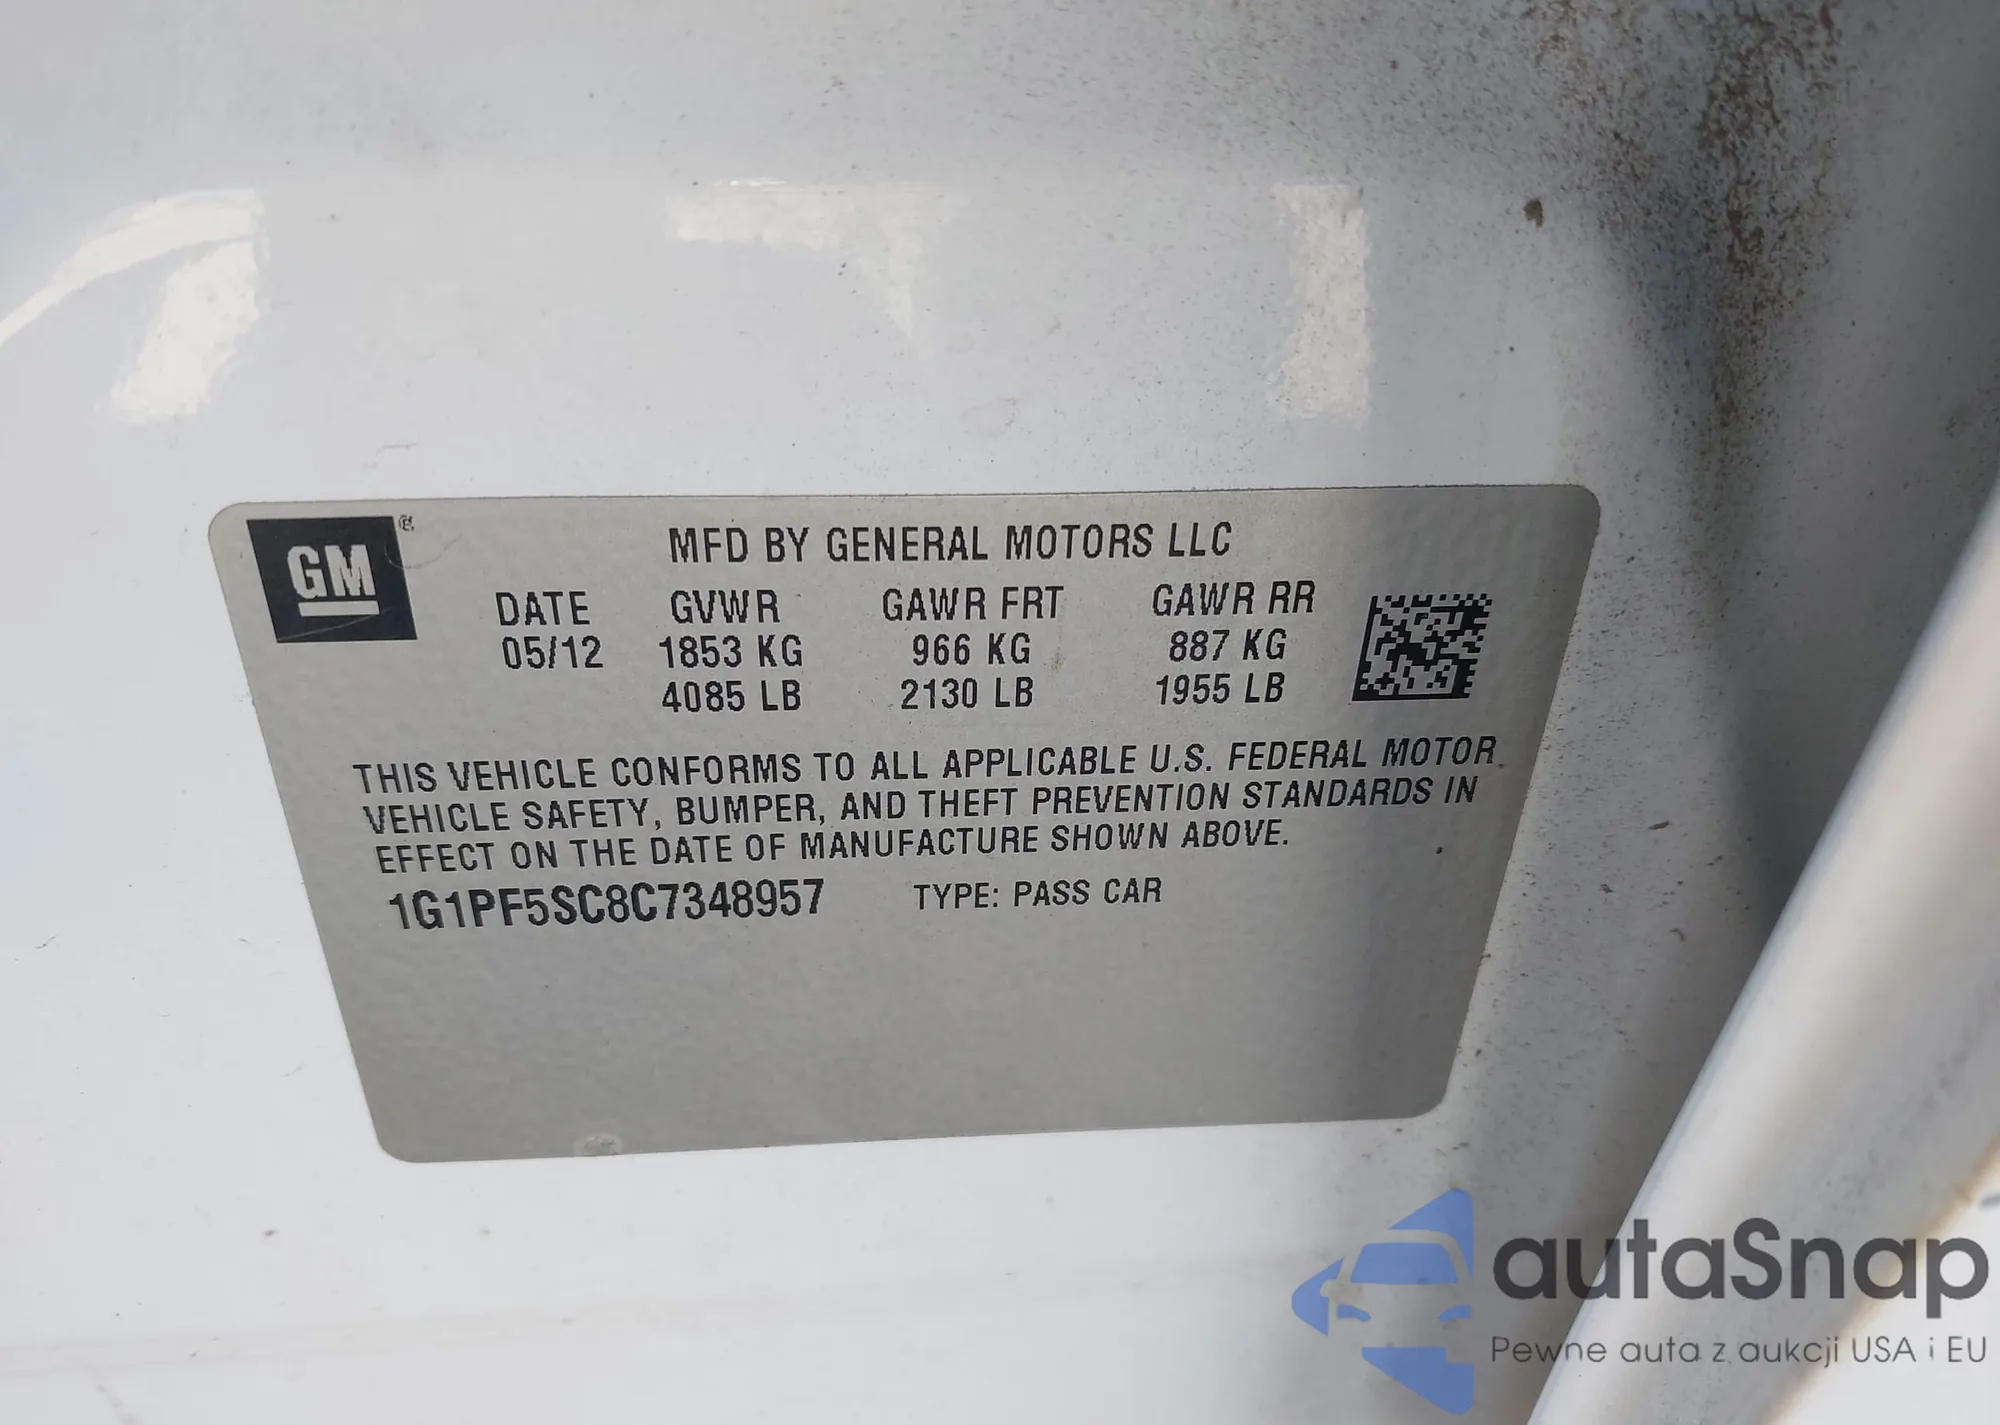 GM ®
MFD BY GENERAL MOTORS LLC
DATE GVWR GAWR FRT GAWR RR
05/12 1853 KG 966 KG 887 KG
4085 LB 2130 LB 1955 LB
THIS VEHICLE CONFORMS TO ALL APPLICABLE U.S. FEDERAL MOTOR
VEHICLE SAFETY, BUMPER, AND THEFT PREVENTION STANDARDS IN
EFFECT ON THE DATE OF MANUFACTURE SHOWN ABOVE.
1G1PF5SC8C7348957 TYPE: PASS CAR
autaSnap
Pewne auta z aukcji USA i EU